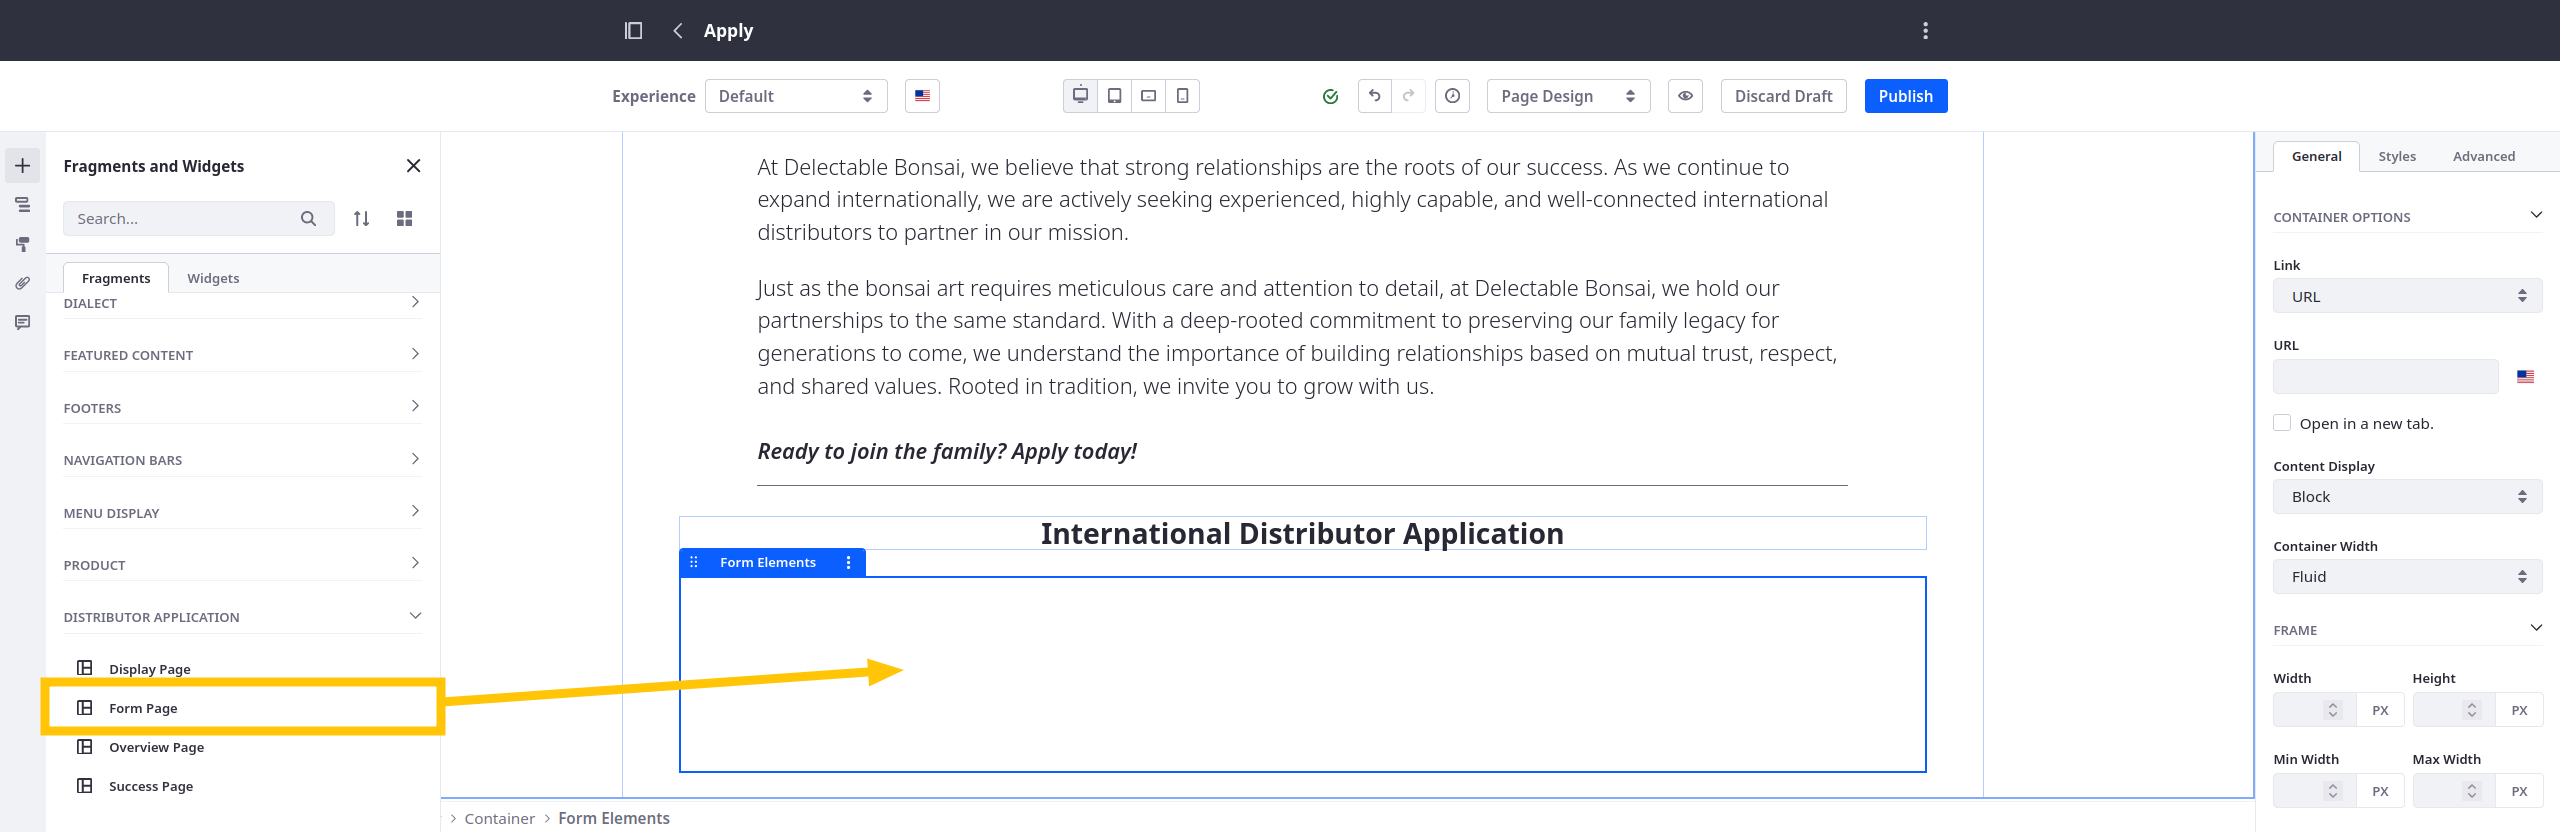 Apply
Experience
Default
Page Design
Discard Draft
Publish
Fragments and Widgets
Search...
Fragments
Widgets
DIALECT
FEATURED CONTENT
FOOTERS
NAVIGATION BARS
MENU DISPLAY
PRODUCT
DISTRIBUTOR APPLICATION
Display Page
Form Page
Overview Page
Success Page
At Delectable Bonsai, we believe that strong relationships are the roots of our success. As we continue to
expand internationally, we are actively seeking experienced, highly capable, and well-connected international
distributors to partner in our mission.
Just as the bonsai art requires meticulous care and attention to detail, at Delectable Bonsai, we hold our
partnerships to the same standard. With a deep-rooted commitment to preserving our family legacy for
generations to come, we understand the importance of building relationships based on mutual trust, respect,
and shared values. Rooted in tradition, we invite you to grow with us.
Ready to join the family? Apply today!
International Distributor Application
Form Elements
Container
Form Elements
General
Styles
Advanced
CONTAINER OPTIONS
Link
URL
URL
Open in a new tab.
Content Display
Block
Container Width
Fluid
FRAME
Width
Height
PX
PX
Min Width
Max Width
PX
PX